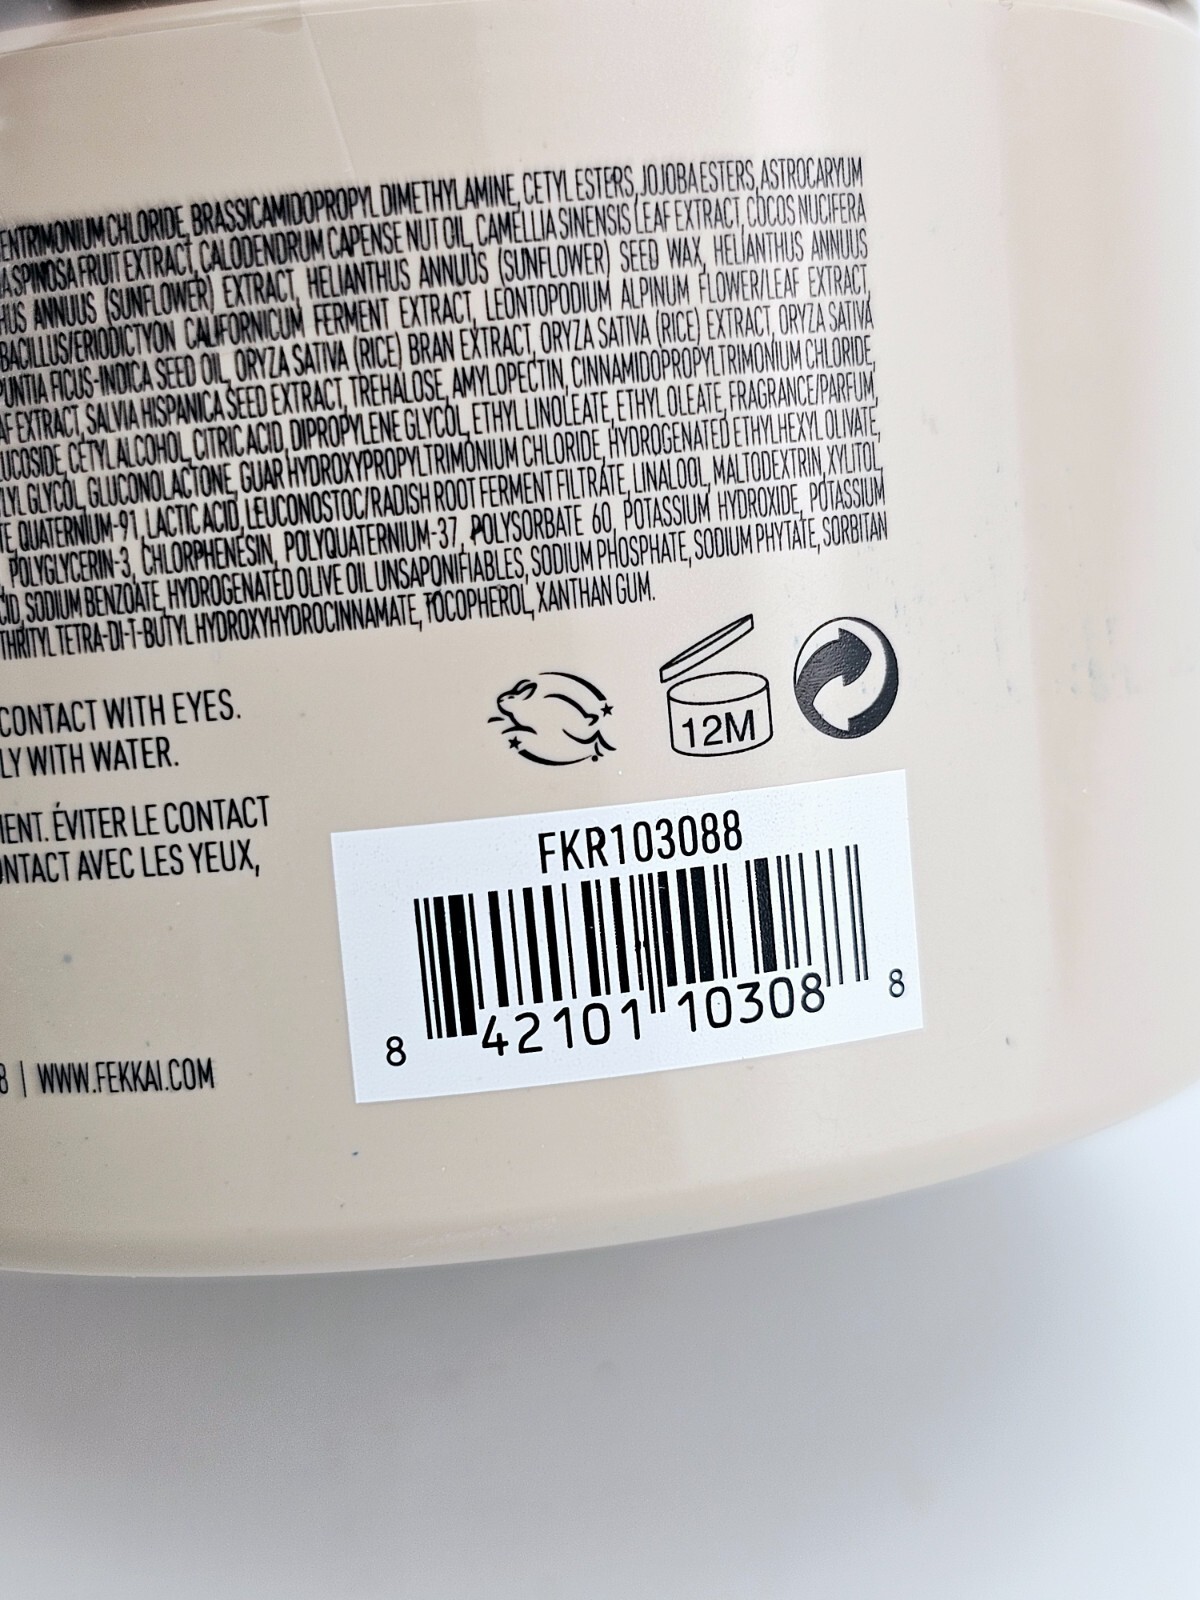 ENTRIMONIUM CHLORIDE, BRASSICAMIDOPROPYL DIMETHYLAMINE, CETYL ESTERS, JOJOBA ESTERS, ASTROCARYUM
A SPINOSA FRUIT EXTRACT, CALODENDRUM CAPENSE NUT OIL, CAMELLIA SINENSIS LEAF EXTRACT, COCOS NUCIFERA
HUS ANNUUS (SUNFLOWER) EXTRACT, HELIANTHUS ANNUUS (SUNFLOWER) SEED WAX, HELIANTHUS ANNUUS
BACILLUS/ERIODICTYON CALIFORNICUM FERMENT EXTRACT, LEONTOPODIUM ALPINUM FLOWER/LEAF EXTRACT,
PUNTIA FICUS-INDICA SEED OIL, ORYZA SATIVA (RICE) BRAN EXTRACT, ORYZA SATIVA (RICE) EXTRACT, ORYZA SATIVA
AF EXTRACT, SALVIA HISPANICA SEED EXTRACT, TREHALOSE, AMYLOPECTIN, CINNAMIDOPROPYLTRIMONIUM CHLORIDE,
UCOSIDE, CETYL ALCOHOL, CITRIC ACID, DIPROPYLENE GLYCOL, ETHYL LINOLEATE, ETHYL OLEATE, FRAGRANCE/PARFUM,
LYL GLYCOL, GLUCONOLACTONE, GUAR HYDROXYPROPYLTRIMONIUM CHLORIDE, HYDROGENATED ETHYLHEXYL OLIVATE,
TE, QUATERNIUM-91, LACTIC ACID, LEUCONOSTOC/RADISH ROOT FERMENT FILTRATE, LINALOOL, MALTODEXTRIN, XYLITOL,
, POLYGLYCERIN-3, CHLORPHENESIN, POLYQUATERNIUM-37, POLYSORBATE 60, POTASSIUM HYDROXIDE, POTASSIUM
CID, SODIUM BENZOATE, HYDROGENATED OLIVE OIL UNSAPONIFIABLES, SODIUM PHOSPHATE, SODIUM PHYTATE, SORBITAN
THRITYL TETRA-DI-T-BUTYL HYDROXYHYDROCINNAMATE, TOCOPHEROL, XANTHAN GUM.
CONTACT WITH EYES.
LY WITH WATER.
12M
MENT. ÉVITER LE CONTACT
ONTACT AVEC LES YEUX,
FKR103088
8 42101 10308 8
8 | WWW.FEKKAI.COM